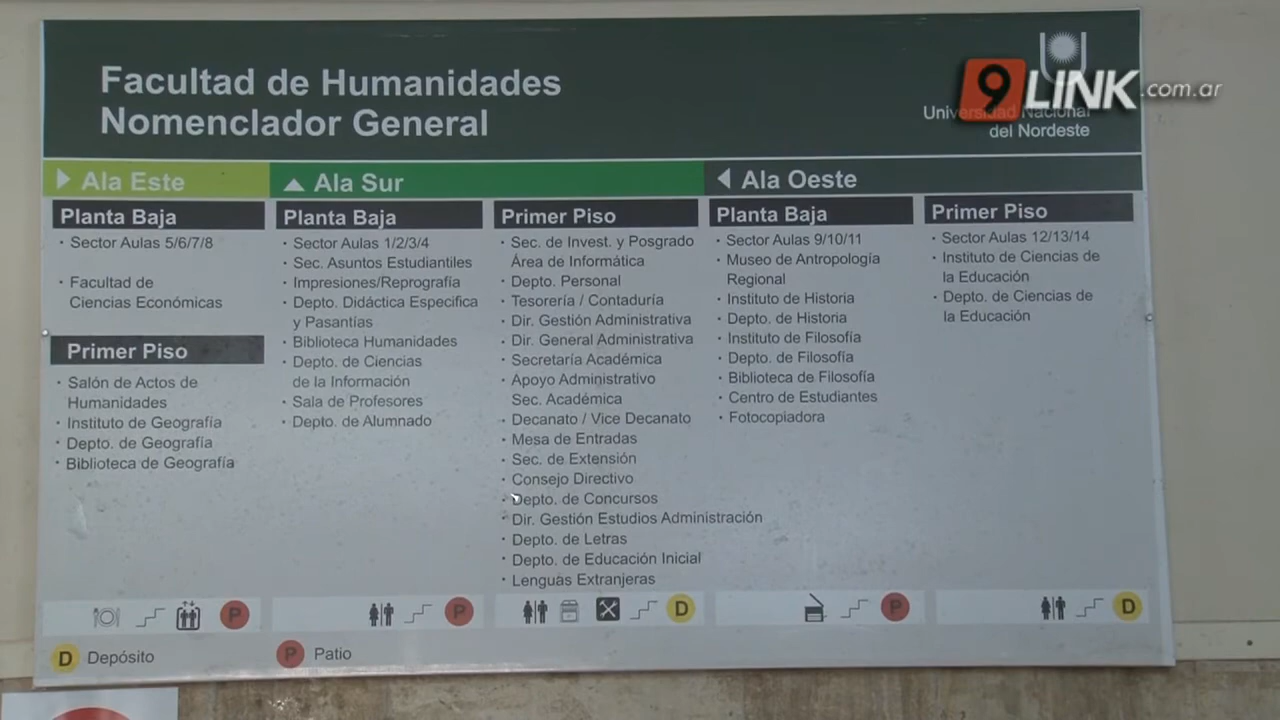 Facultad de Humanidades
Nomenclador General
9 LINK.com.ar
Universidad Nacional
del Nordeste
Ala Este
Planta Baja
· Sector Aulas 5/6/7/8
· Facultad de
Ciencias Económicas
Primer Piso
· Salón de Actos de
Humanidades
· Instituto de Geografía
· Depto. de Geografía
· Biblioteca de Geografía
Ala Sur
Planta Baja
· Sector Aulas 1/2/3/4
· Sec. Asuntos Estudiantiles
· Impresiones/Reprografía
· Depto. Didáctica Especifica
y Pasantías
· Biblioteca Humanidades
· Depto. de Ciencias
de la Información
· Sala de Profesores
· Depto. de Alumnado
Primer Piso
· Sec. de Invest. y Posgrado
Área de Informática
· Depto. Personal
· Tesorería / Contaduría
· Dir. Gestión Administrativa
· Dir. General Administrativa
· Secretaría Académica
· Apoyo Administrativo
Sec. Académica
· Decanato / Vice Decanato
· Mesa de Entradas
· Sec. de Extensión
· Consejo Directivo
· Depto. de Concursos
· Dir. Gestión Estudios Administración
· Depto. de Letras
· Depto. de Educación Inicial
· Lenguas Extranjeras
Ala Oeste
Planta Baja
· Sector Aulas 9/10/11
· Museo de Antropología
Regional
· Instituto de Historia
· Depto. de Historia
· Instituto de Filosofía
· Depto. de Filosofía
· Biblioteca de Filosofía
· Centro de Estudiantes
· Fotocopiadora
Primer Piso
· Sector Aulas 12/13/14
· Instituto de Ciencias de
la Educación
· Depto. de Ciencias de
la Educación
P
P
D
P
D
D Depósito
P Patio